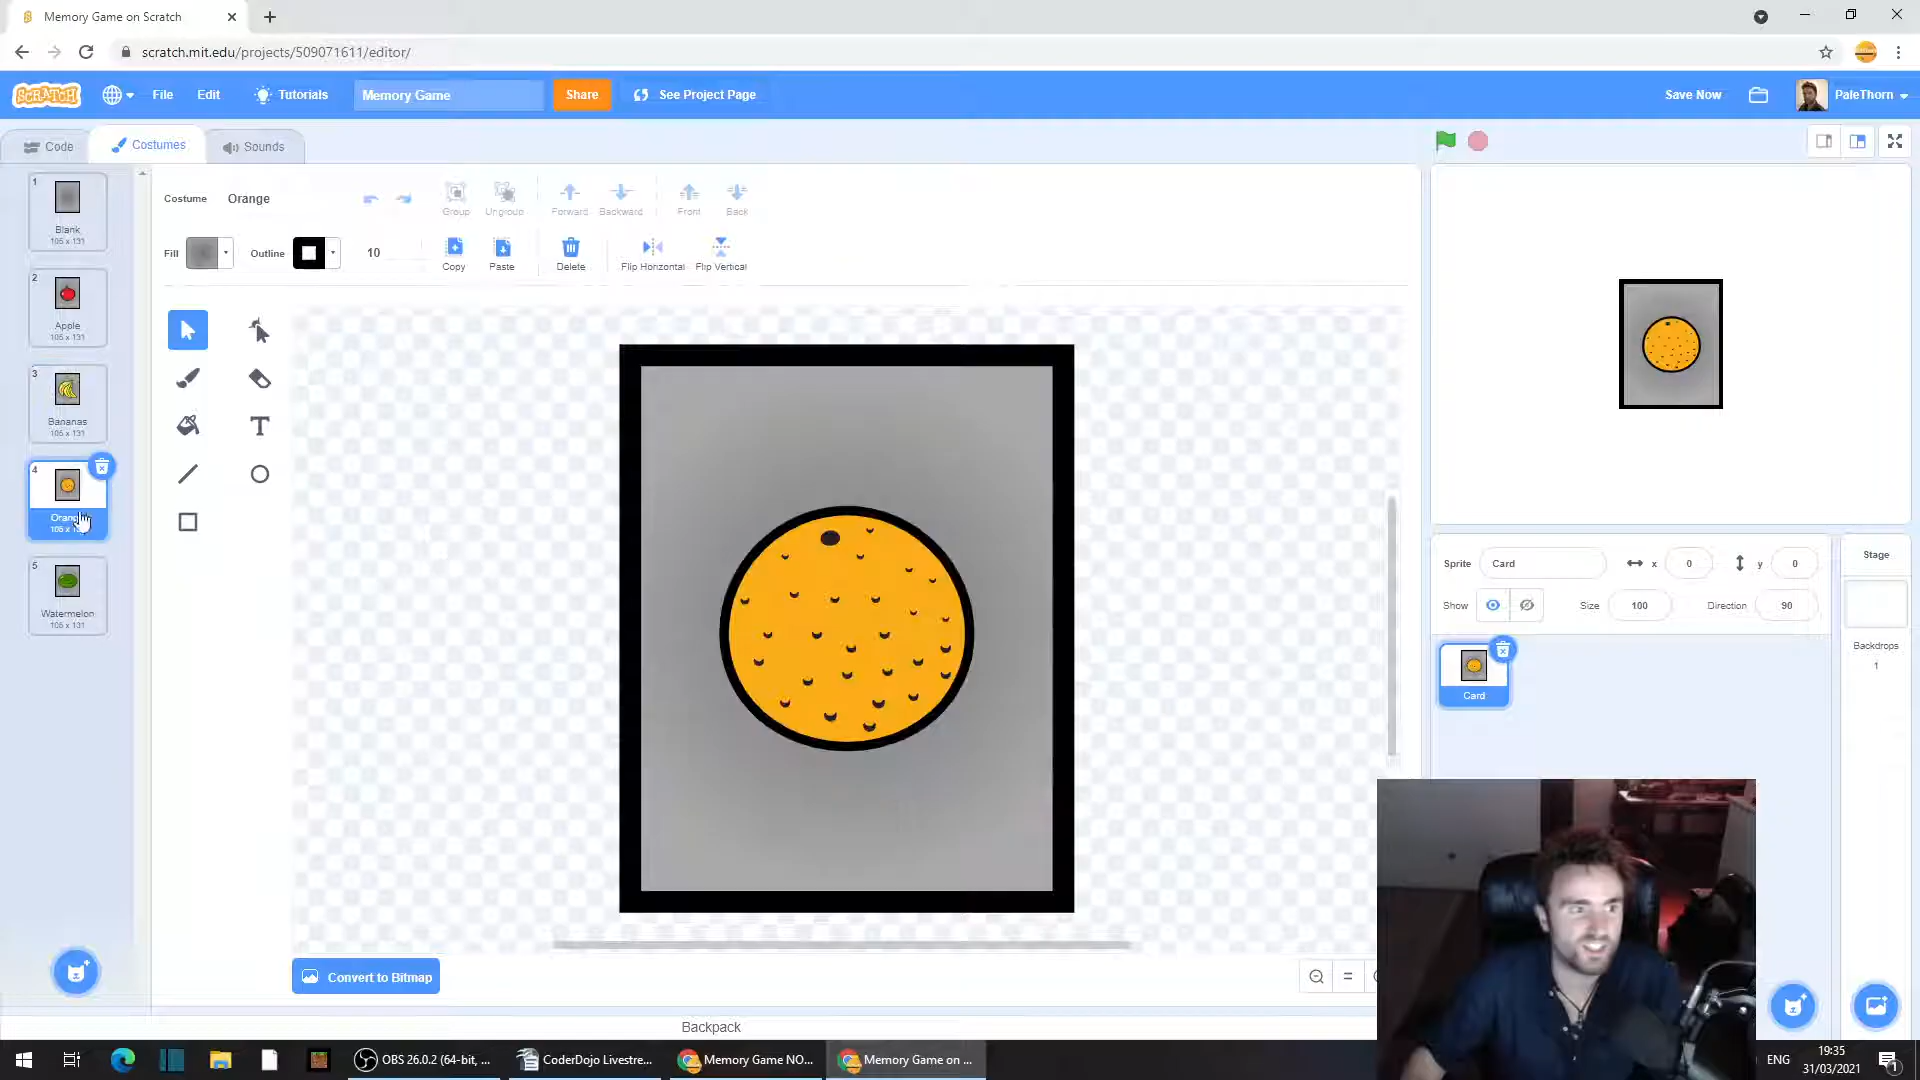 Memory Game on Scratch
scratch.mit.edu/projects/509071611/editor/
SCRATCH
File
Edit
Tutorials
Memory Game
Share
See Project Page
Save Now
PaleThorn
Code
Costumes
Sounds
1
Blank
105 x 131
2
Apple
105 x 131
3
Bananas
105 x 131
4
105 x
5
Watermelon
105 x 131
Costume
Orange
Group
Ungroup
Forward
Backward
Front
Back
Fill
Outline
10
Copy
Paste
Delete
Flip Horizontal
Flip Vertical
T
Convert to Bitmap
Sprite
Card
x
0
y
0
Show
Size
100
Direction
90
Card
Stage
Backdrops
1
Backpack
OBS 26.0.2 (64-bit, ...
CoderDojo Livestre...
Memory Game NO...
Memory Game on ...
ENG
19:35
31/03/2021
1